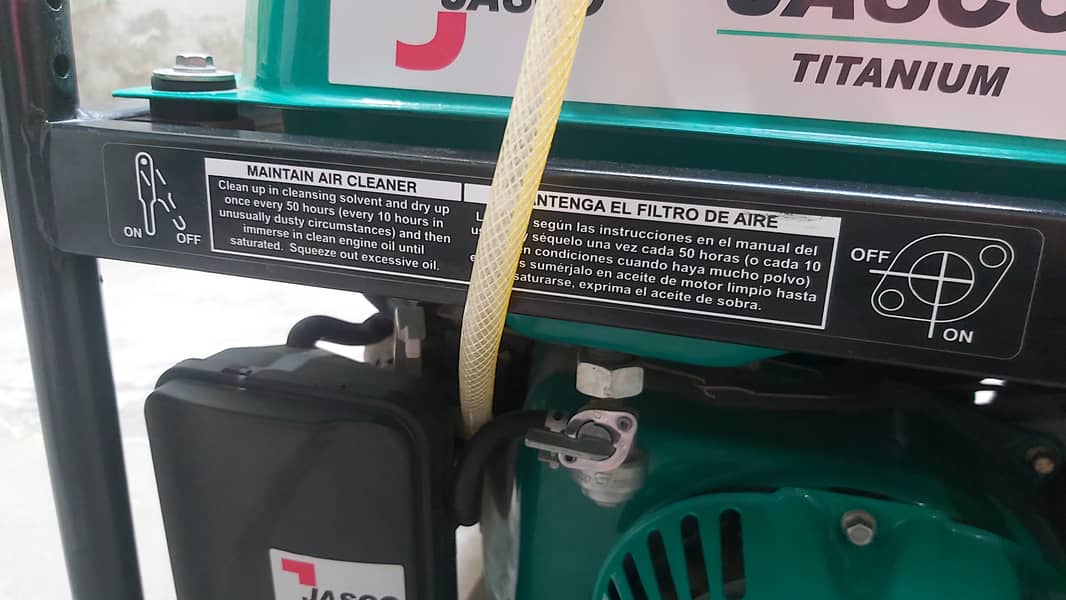 JASCO
TITANIUM
ON
OFF
MAINTAIN AIR CLEANER
Clean up in cleansing solvent and dry up
once every 50 hours (every 10 hours in
unusually dusty circumstances) and then
immerse in clean engine oil until
saturated. Squeeze out excessive oil.
ANTENGA EL FILTRO DE AIRE
según las instrucciones en el manual del
séquelo una vez cada 50 horas (o cada 10
condiciones cuando haya mucho polvo)
sumérjalo en aceite de motor limpio hasta
saturarse, exprima el aceite de sobra.
OFF
ON
JASCO